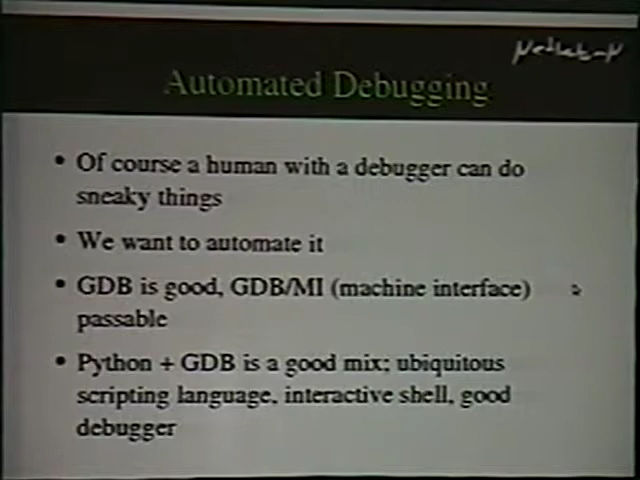 Automated Debugging
• Of course a human with a debugger can do
sneaky things
• We want to automate it
• GDB is good, GDB/MI (machine interface)
passable
• Python + GDB is a good mix; ubiquitous
scripting language, interactive shell, good
debugger